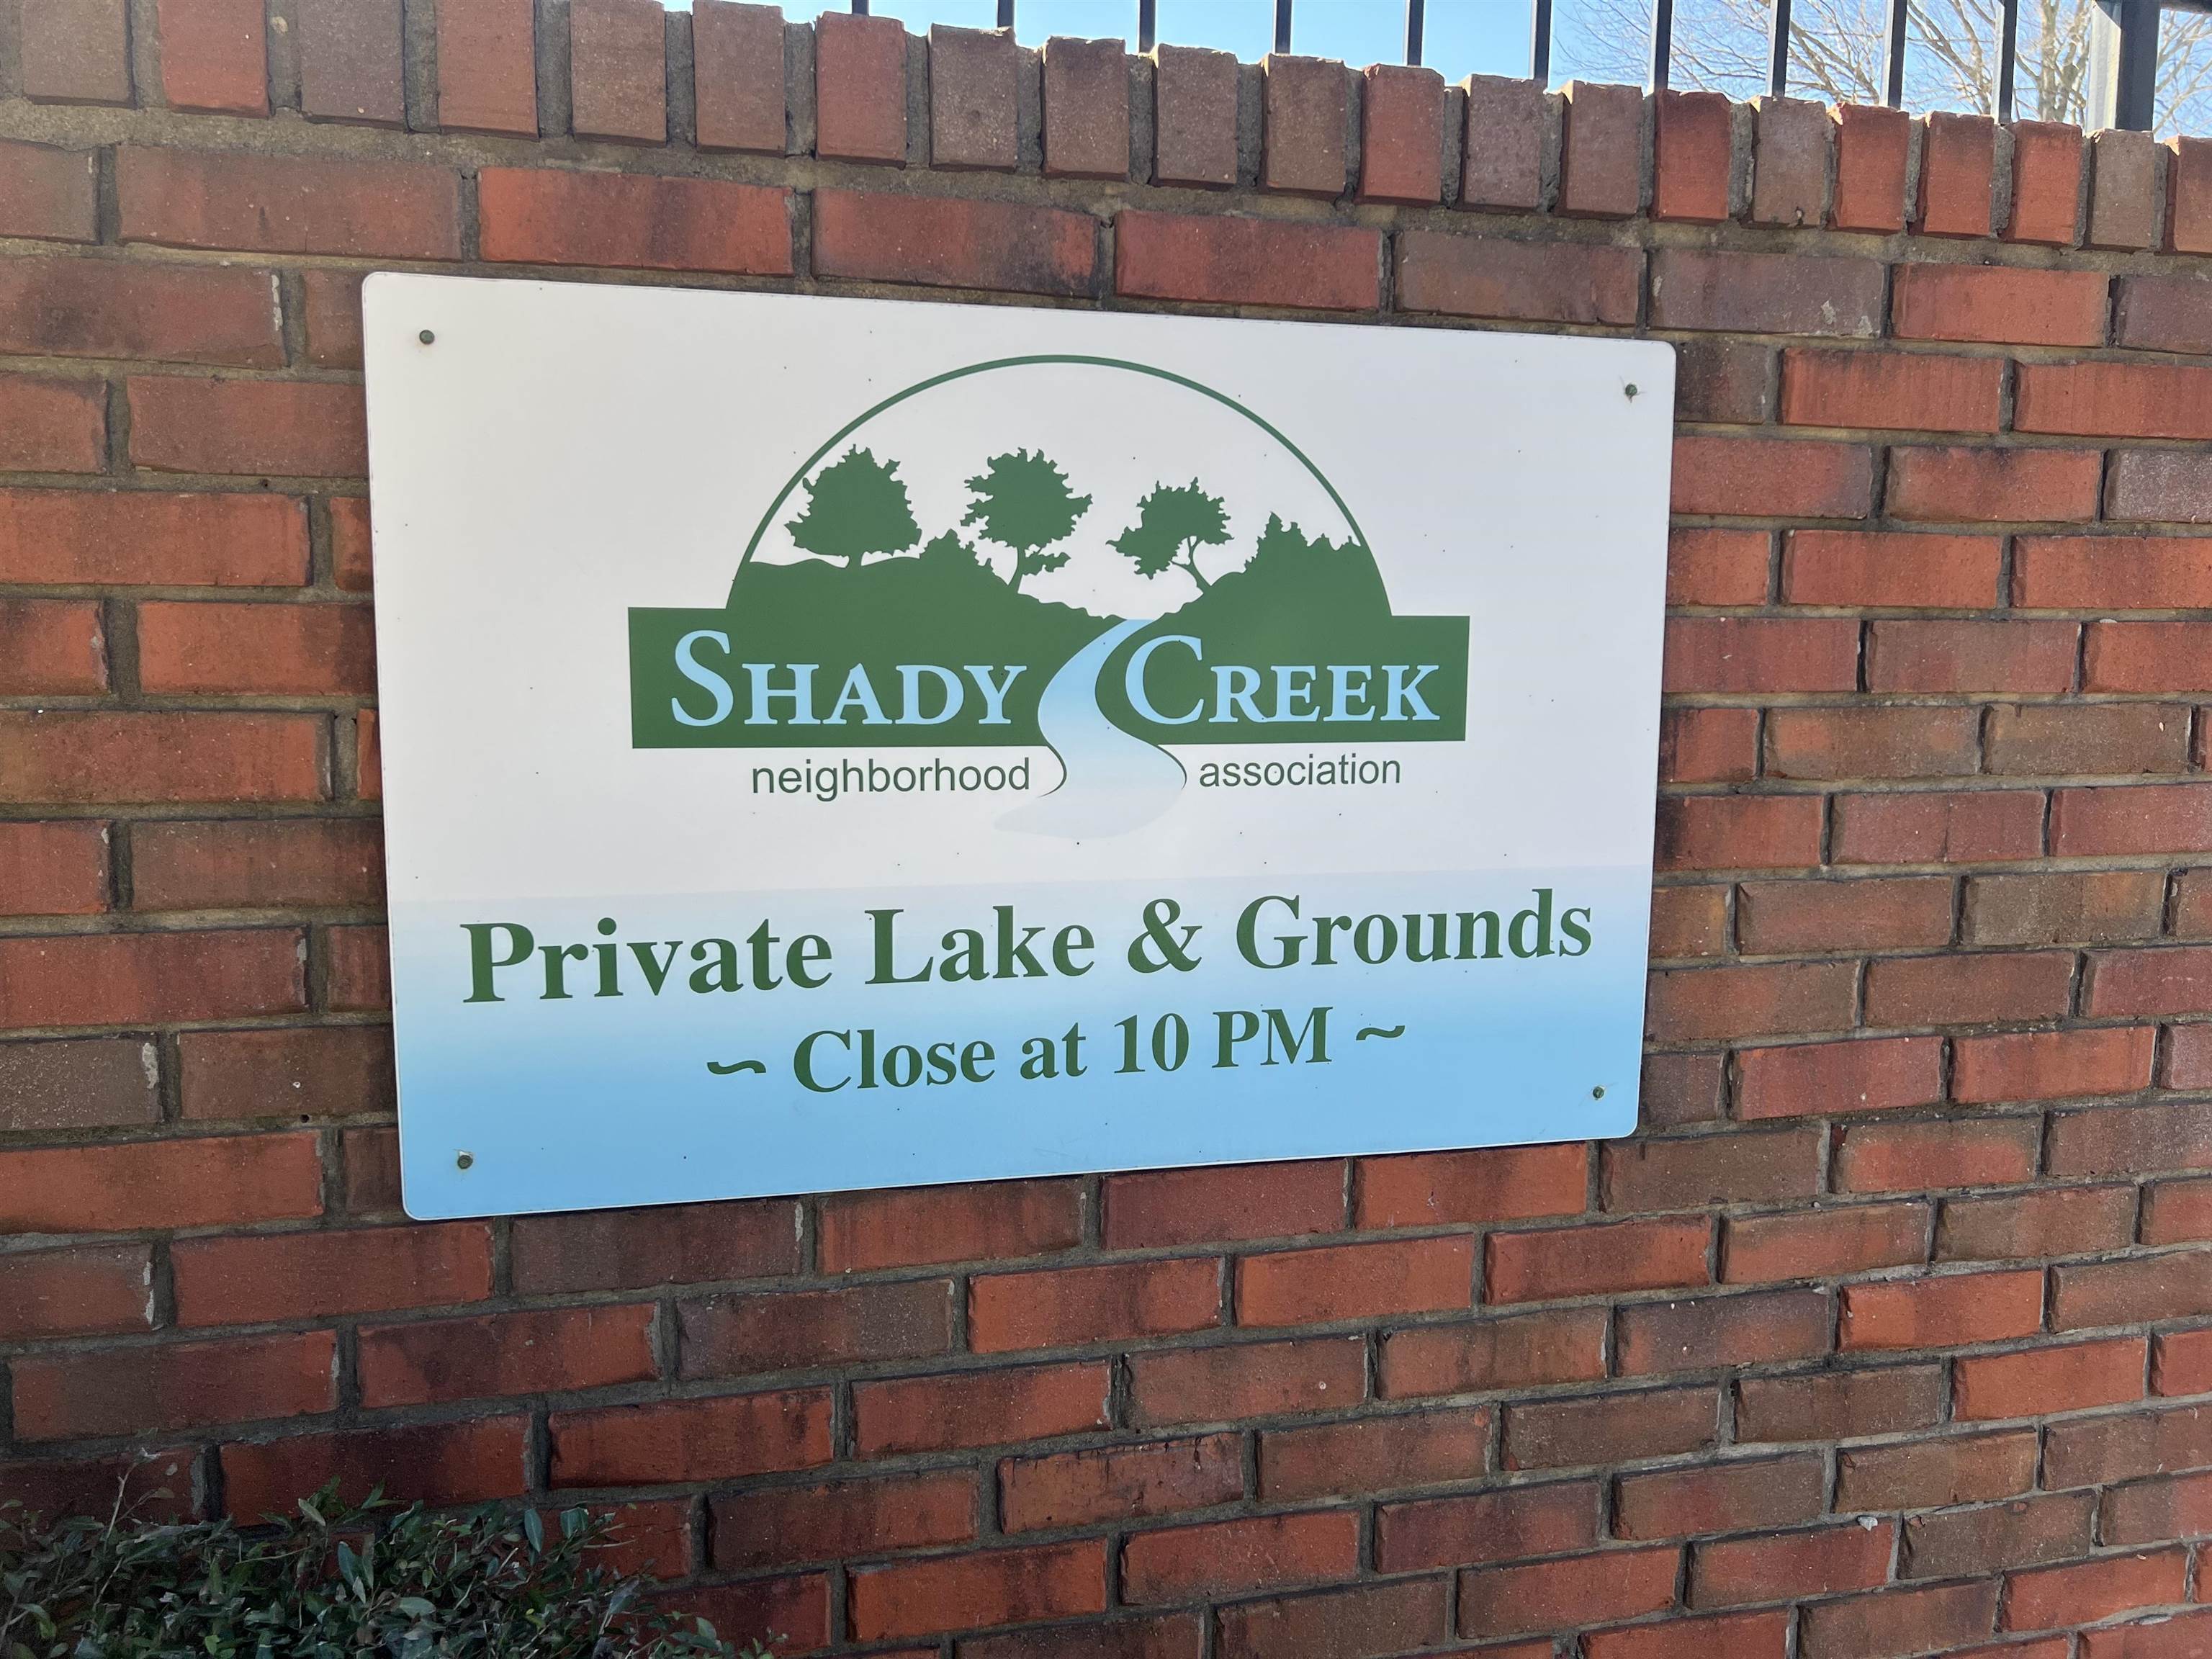 SHADY CREEK
neighborhood association
Private Lake & Grounds
~ Close at 10 PM ~